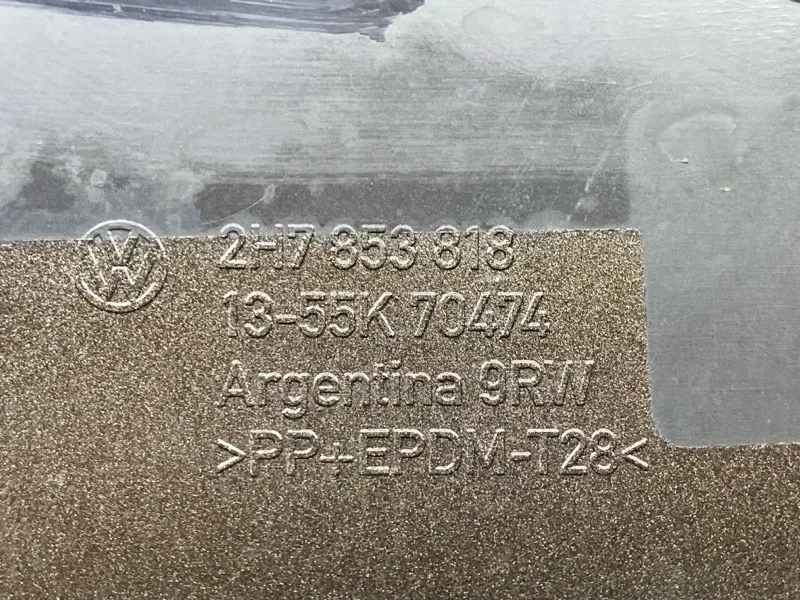 2H7 853 818
13-55K 70474
Argentina 9RW
>PP+EPDM-T28<